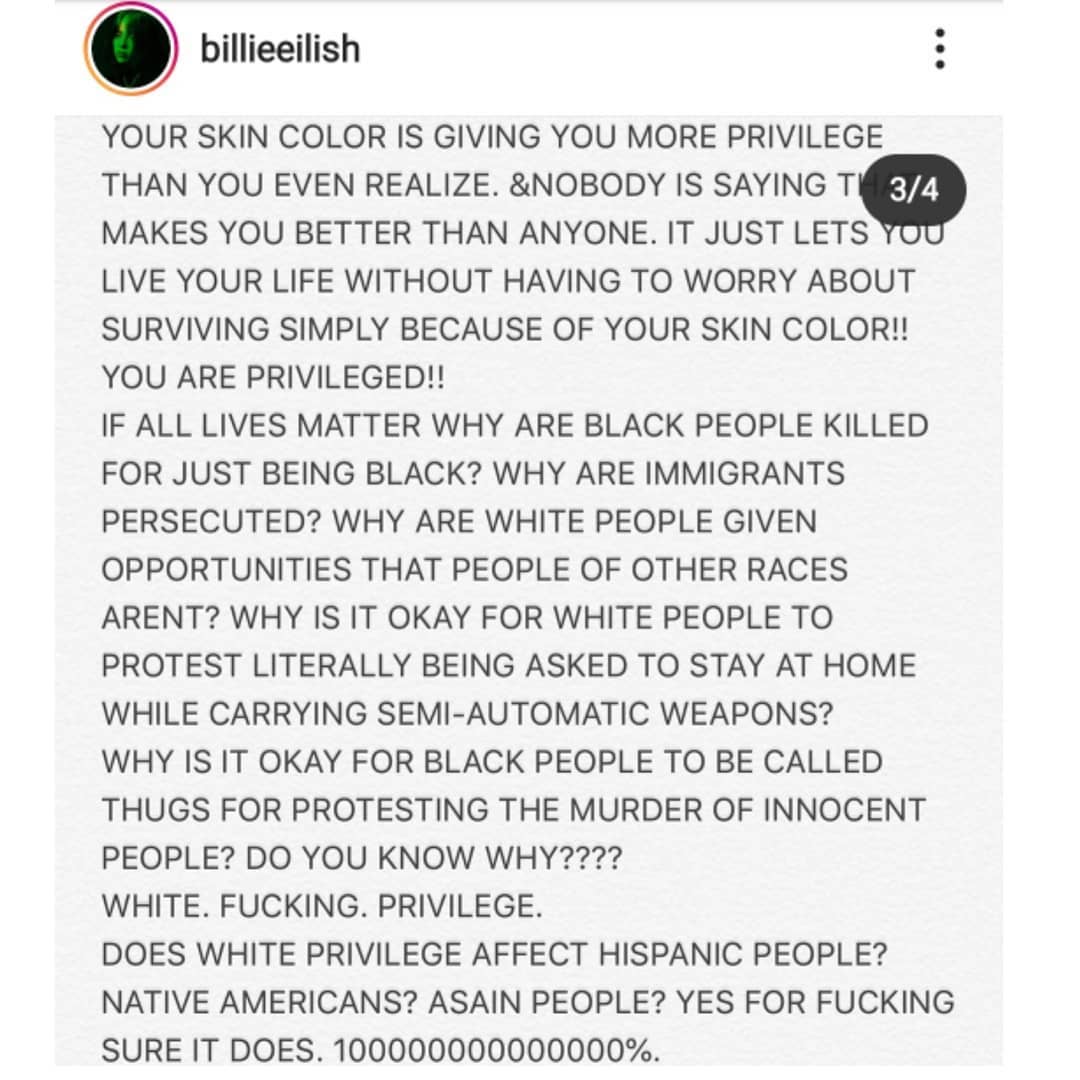 billieeilish
YOUR SKIN COLOR IS GIVING YOU MORE PRIVILEGE
THAN YOU EVEN REALIZE. &NOBODY IS SAYING THAT
3/4
MAKES YOU BETTER THAN ANYONE. IT JUST LETS YOU
LIVE YOUR LIFE WITHOUT HAVING TO WORRY ABOUT
SURVIVING SIMPLY BECAUSE OF YOUR SKIN COLOR!!
YOU ARE PRIVILEGED!!
IF ALL LIVES MATTER WHY ARE BLACK PEOPLE KILLED
FOR JUST BEING BLACK? WHY ARE IMMIGRANTS
PERSECUTED? WHY ARE WHITE PEOPLE GIVEN
OPPORTUNITIES THAT PEOPLE OF OTHER RACES
ARENT? WHY IS IT OKAY FOR WHITE PEOPLE TO
PROTEST LITERALLY BEING ASKED TO STAY AT HOME
WHILE CARRYING SEMI-AUTOMATIC WEAPONS?
WHY IS IT OKAY FOR BLACK PEOPLE TO BE CALLED
THUGS FOR PROTESTING THE MURDER OF INNOCENT
PEOPLE? DO YOU KNOW WHY????
WHITE. FUCKING. PRIVILEGE.
DOES WHITE PRIVILEGE AFFECT HISPANIC PEOPLE?
NATIVE AMERICANS? ASAIN PEOPLE? YES FOR FUCKING
SURE IT DOES. 1000000000000000%.